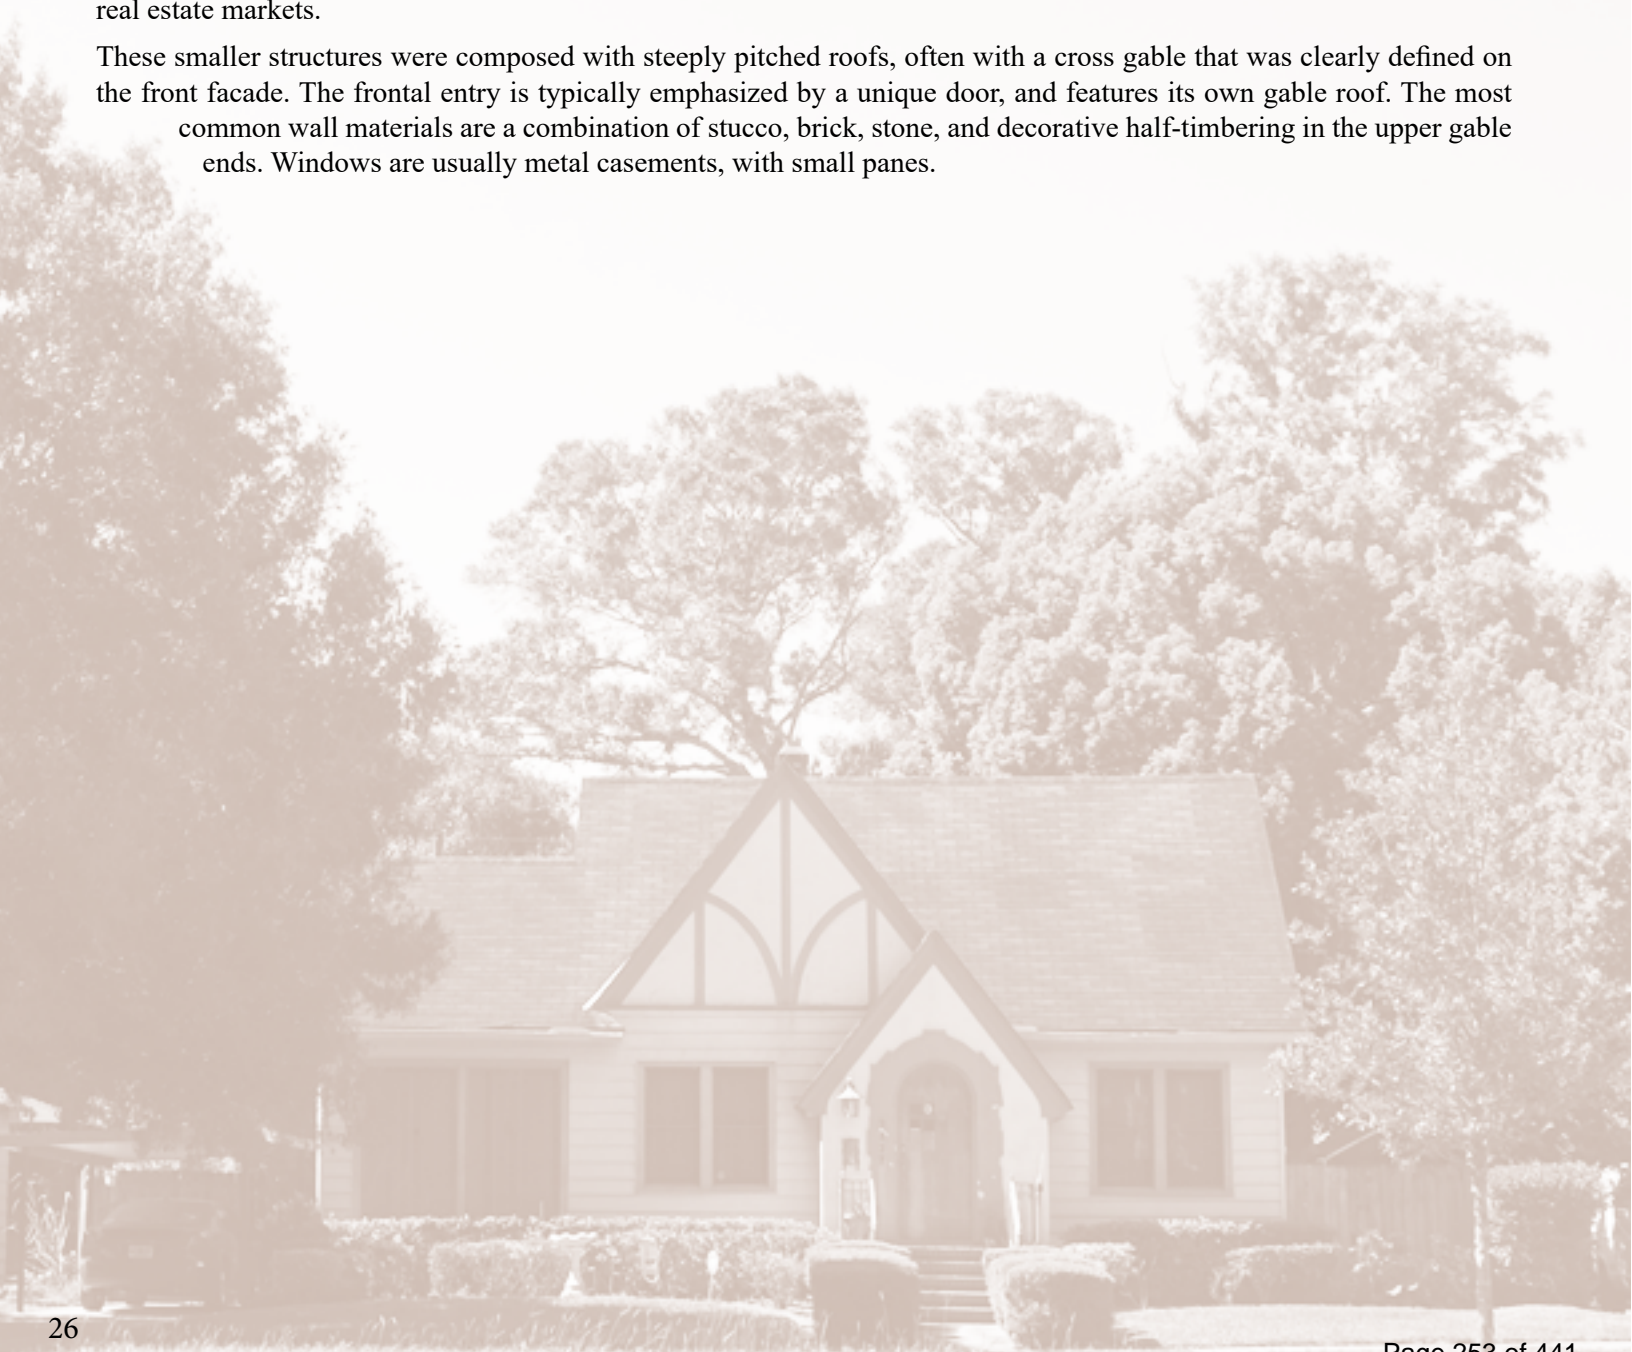 real estate markets.
These smaller structures were composed with steeply pitched roofs, often with a cross gable that was clearly defined on
the front facade. The frontal entry is typically emphasized by a unique door, and features its own gable roof. The most
common wall materials are a combination of stucco, brick, stone, and decorative half-timbering in the upper gable
ends. Windows are usually metal casements, with small panes.
26
Page 253 of 441